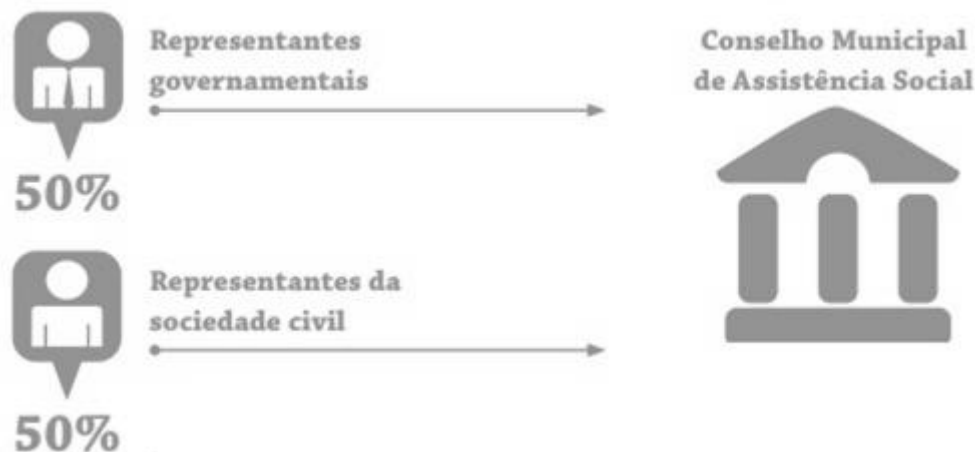 Representantes
governamentais
50%
Conselho Municipal
de Assistência Social
Representantes da
sociedade civil
50%